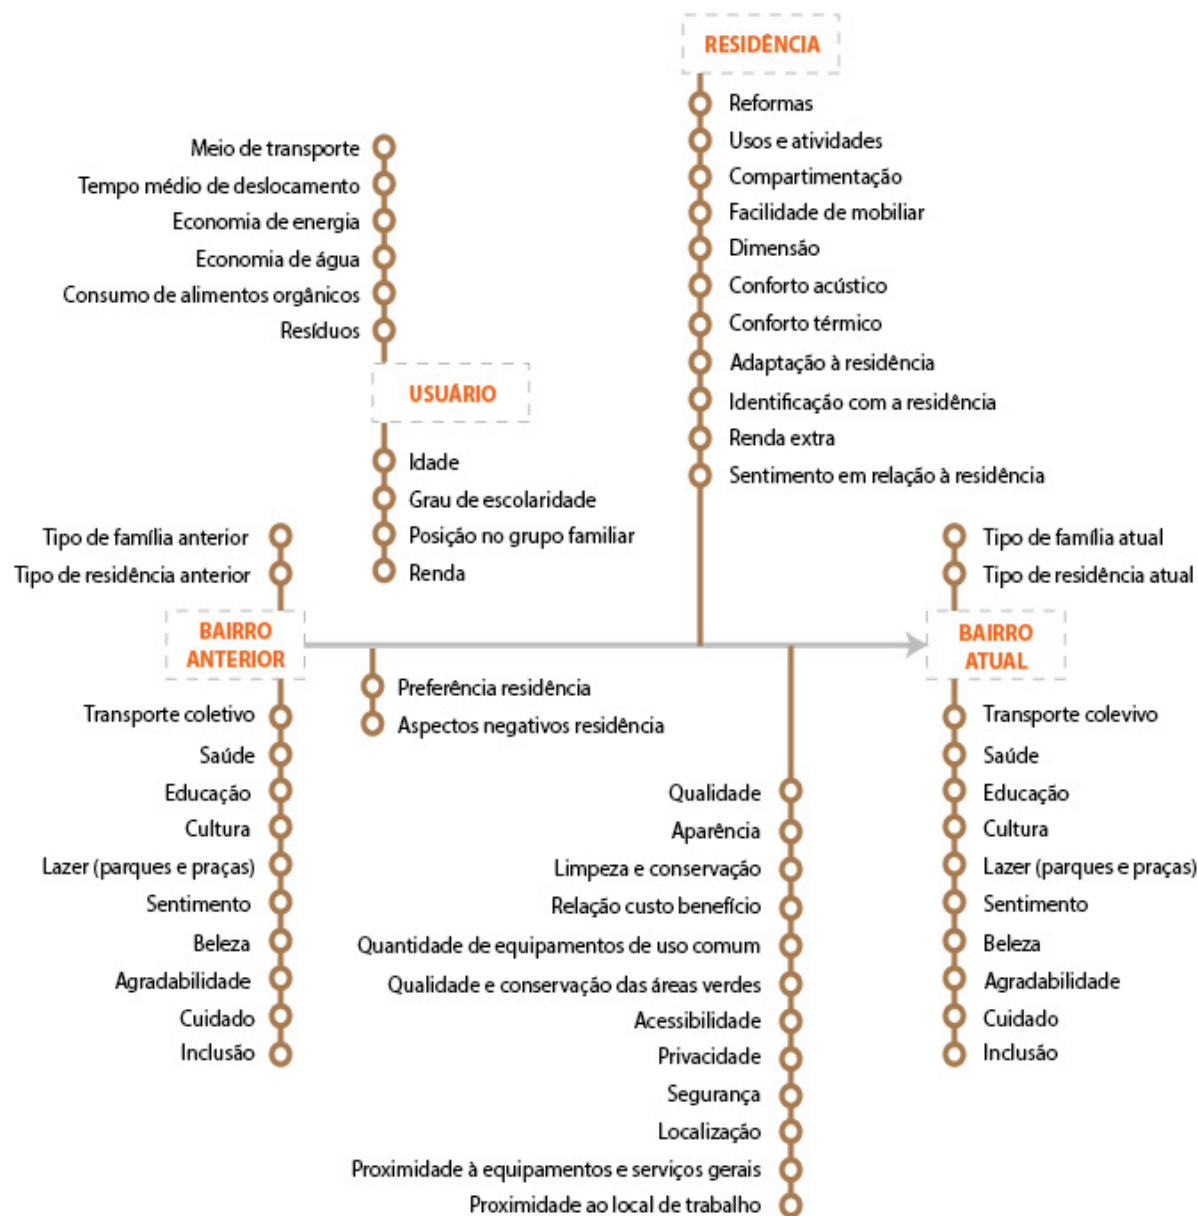 RESIDÊNCIA
Reformas
Usos e atividades
Compartimentação
Facilidade de mobiliar
Dimensão
Conforto acústico
Conforto térmico
Adaptação à residência
Identificação com a residência
Renda extra
Sentimento em relação à residência
Meio de transporte
Tempo médio de deslocamento
Economia de energia
Economia de água
Consumo de alimentos orgânicos
Resíduos
USUÁRIO
Idade
Grau de escolaridade
Posição no grupo familiar
Renda
Tipo de família anterior
Tipo de residência anterior
BAIRRO
ANTERIOR
Transporte coletivo
Saúde
Educação
Cultura
Lazer (parques e praças)
Sentimento
Beleza
Agradabilidade
Cuidado
Inclusão
Preferência residência
Aspectos negativos residência
Qualidade
Aparência
Limpeza e conservação
Relação custo benefício
Quantidade de equipamentos de uso comum
Qualidade e conservação das áreas verdes
Acessibilidade
Privacidade
Segurança
Localização
Proximidade à equipamentos e serviços gerais
Proximidade ao local de trabalho
Tipo de família atual
Tipo de residência atual
BAIRRO
ATUAL
Transporte colevivo
Saúde
Educação
Cultura
Lazer (parques e praças)
Sentimento
Beleza
Agradabilidade
Cuidado
Inclusão